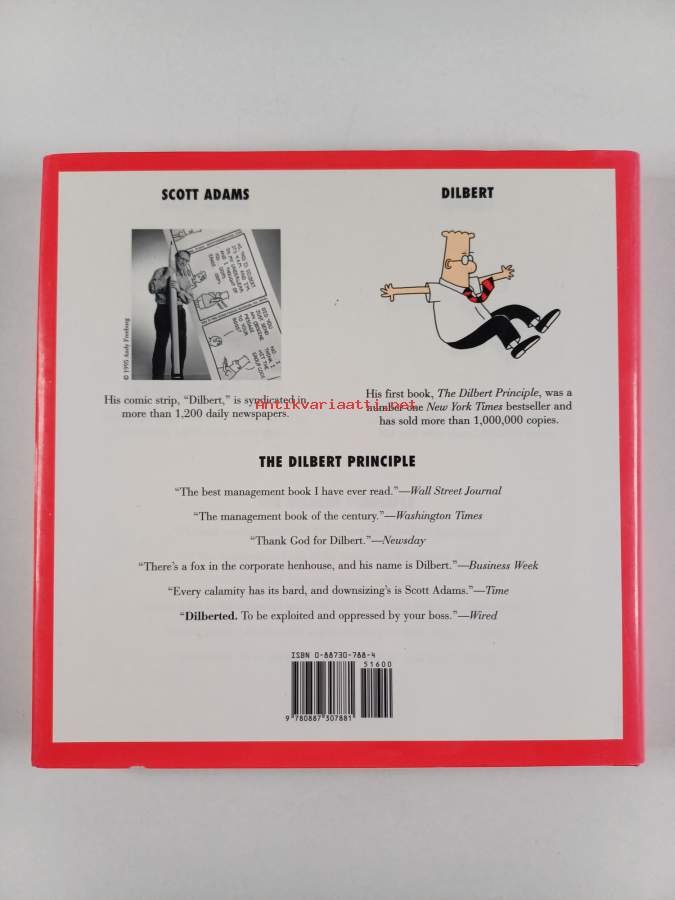 SCOTT ADAMS
DILBERT
© 1995 Andy Freeberg
His comic strip, “Dilbert,” is syndicated in
more than 1,200 daily newspapers.
His first book, The Dilbert Principle, was a
number one New York Times bestseller and
has sold more than 1,000,000 copies.
Antikvariaatti.net
THE DILBERT PRINCIPLE
“The best management book I have ever read.”—Wall Street Journal
“The management book of the century.”—Washington Times
“Thank God for Dilbert.”—Newsday
“There’s a fox in the corporate henhouse, and his name is Dilbert.”—Business Week
“Every calamity has its bard, and downsizing’s is Scott Adams.”—Time
“Dilberted. To be exploited and oppressed by your boss.”—Wired
ISBN 0-88730-788-4
51600
9 780887 307881